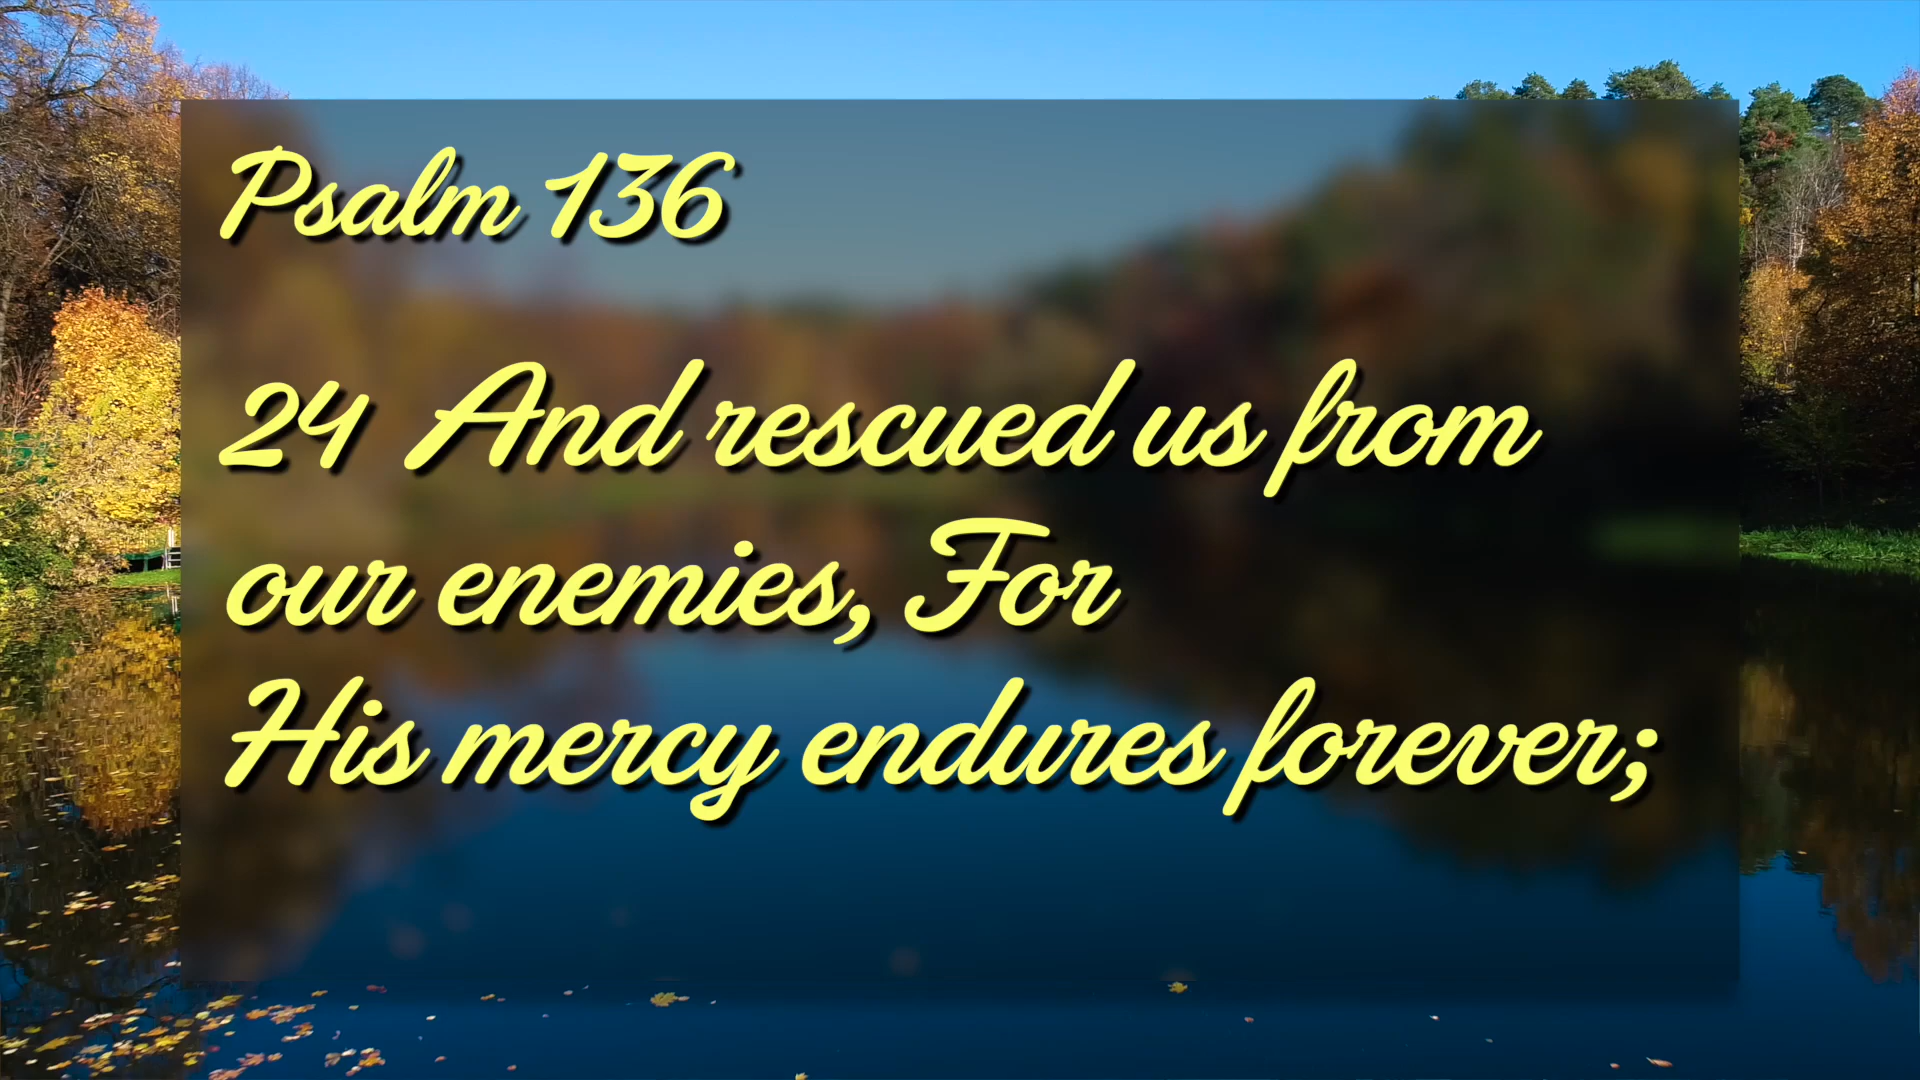 Psalm 136
24 And rescued us from
our enemies, For
His mercy endures forever;